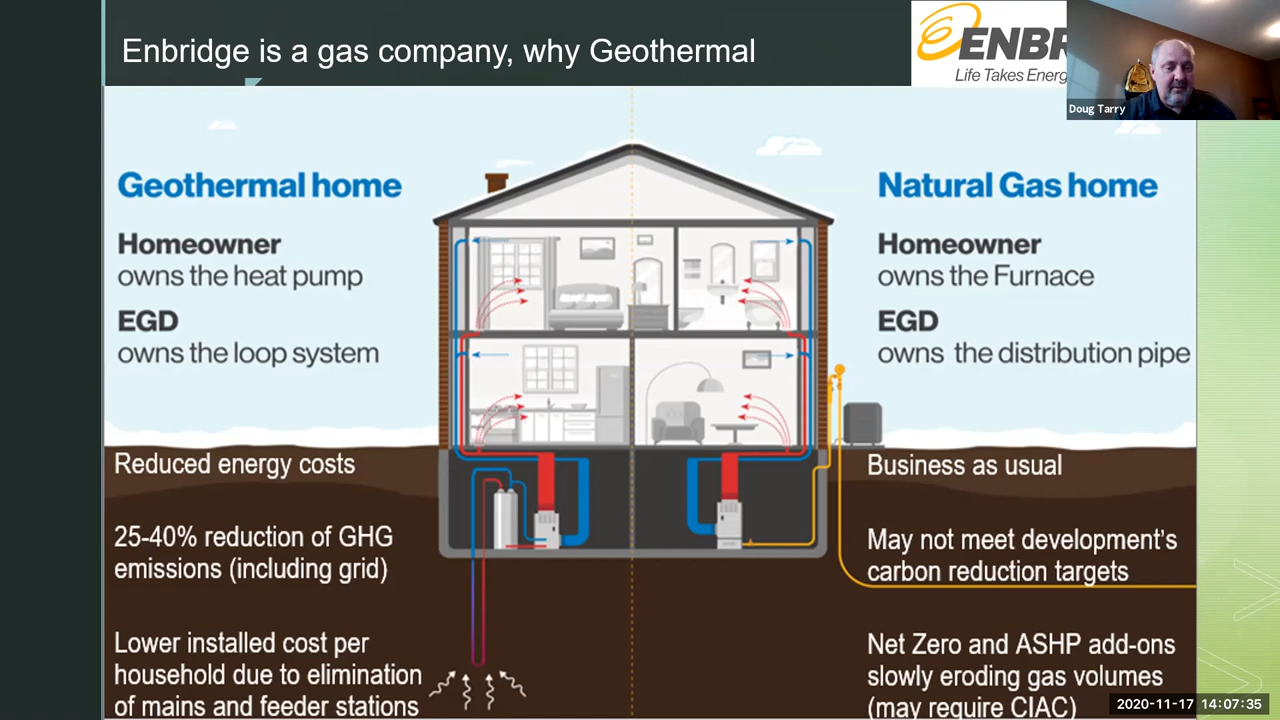 Enbridge is a gas company, why Geothermal
ENBR
Life Takes Energ
Doug Tarry
Geothermal home
Homeowner
owns the heat pump
EGD
owns the loop system
Natural Gas home
Homeowner
owns the Furnace
EGD
owns the distribution pipe
Reduced energy costs
25-40% reduction of GHG
emissions (including grid)
Lower installed cost per
household due to elimination
of mains and feeder stations
Business as usual
May not meet development's
carbon reduction targets
Net Zero and ASHP add-ons
slowly eroding gas volumes
(may require CIAC)
2020-11-17 14:07:35